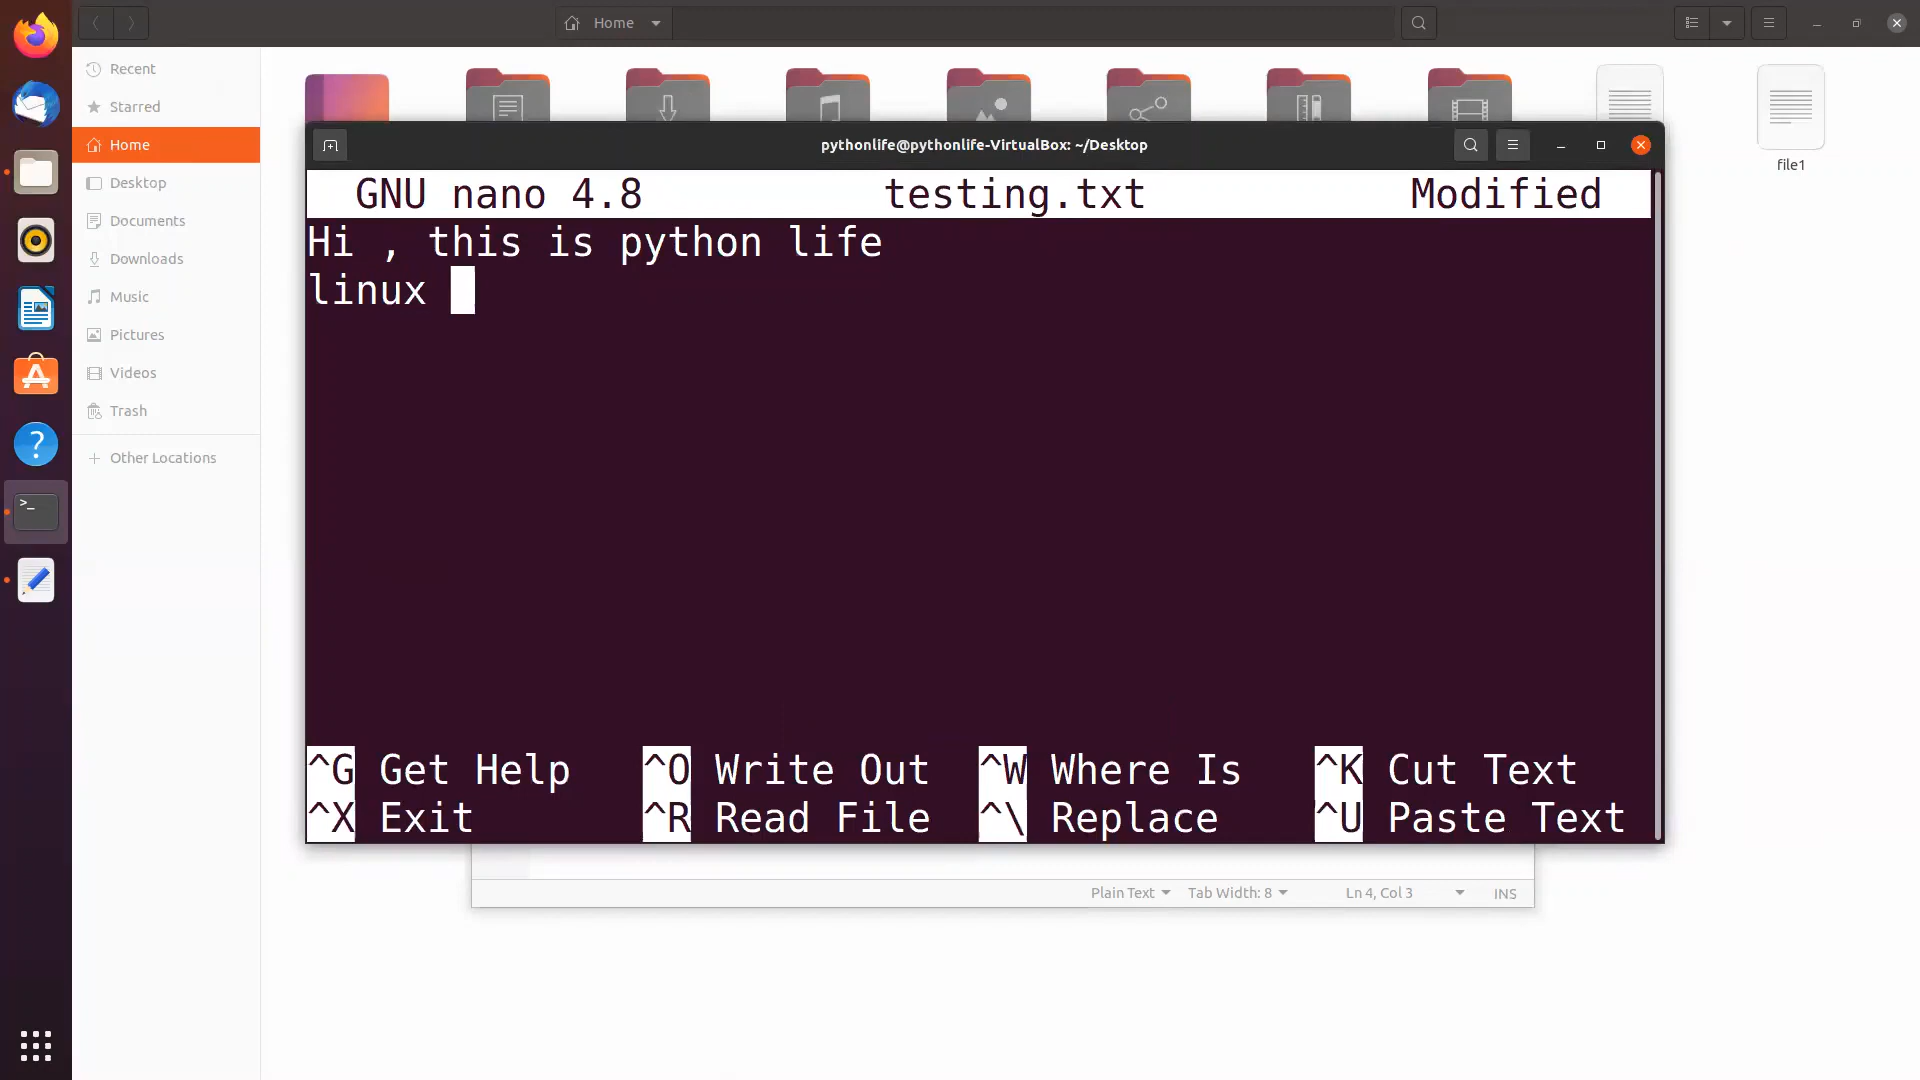 Home
Recent
Starred
Home
Desktop
Documents
Downloads
Music
Pictures
Videos
Trash
Other Locations
file1
pythonlife@pythonlife-VirtualBox: ~/Desktop
GNU nano 4.8 testing.txt Modified
Hi , this is python life
linux
^G Get Help ^O Write Out ^W Where Is ^K Cut Text
^X Exit ^R Read File ^\ Replace ^U Paste Text
Plain Text Tab Width: 8 Ln 4, Col 3 INS